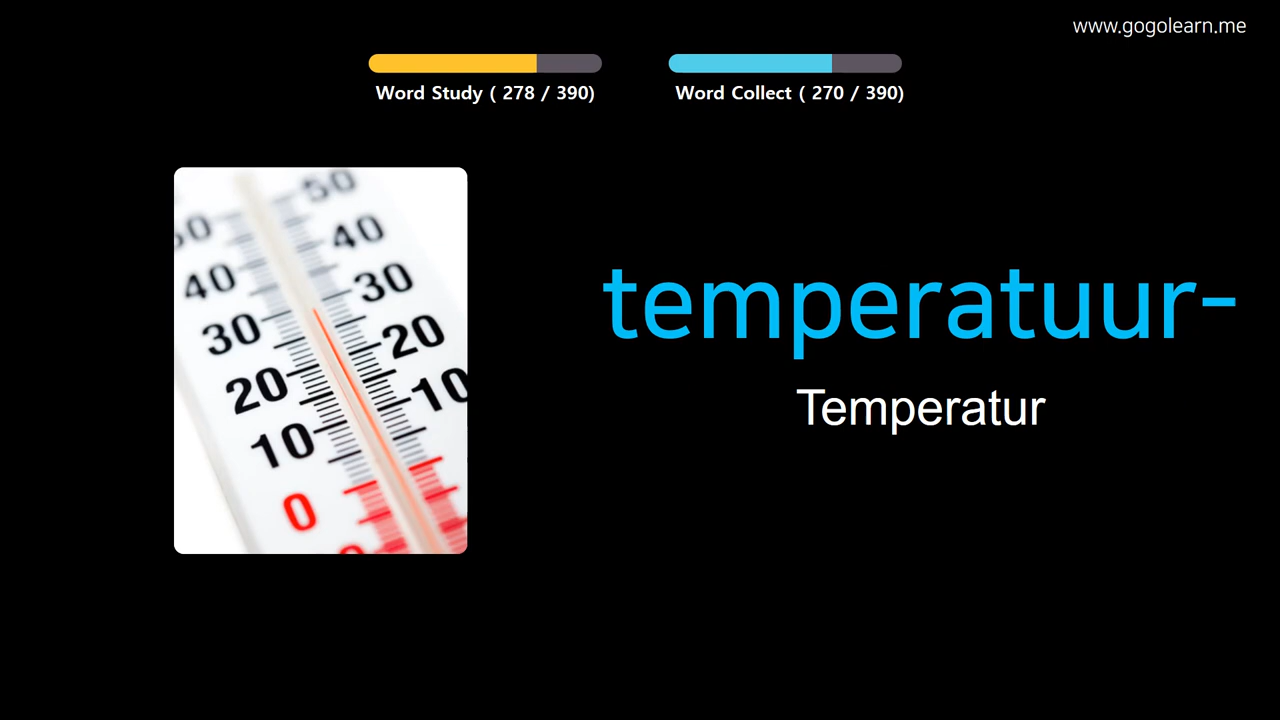 www.gogolearn.me
Word Study ( 278 / 390)
Word Collect ( 270 / 390)
50
50
40
40
30
30
20
20
10
10
0
temperatuur-
Temperatur